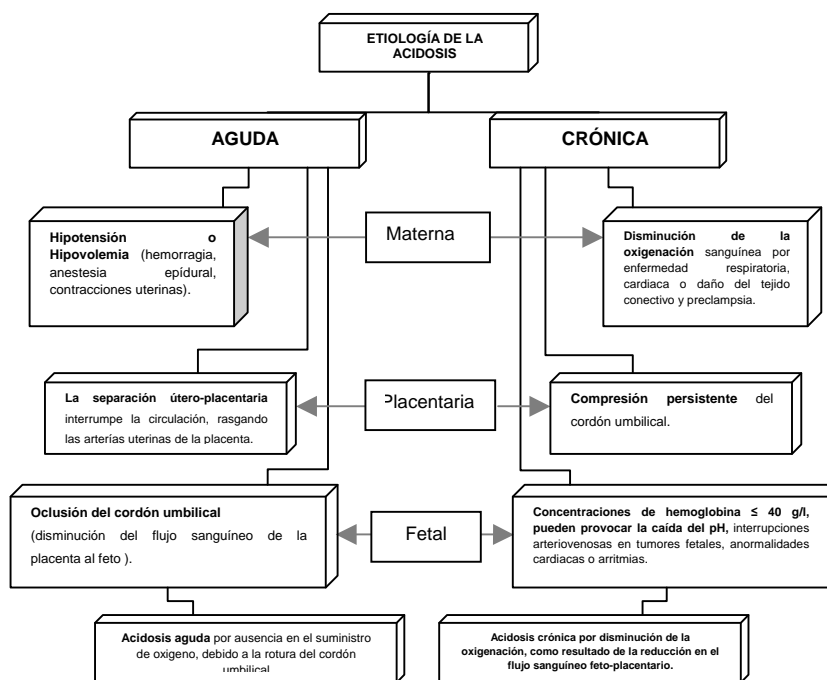 ETIOLOGÍA DE LA
ACIDOSIS
AGUDA
CRÓNICA
Hipotensión o
Hipovolemia (hemorragia,
anestesia epídural,
contracciones uterinas).
Materna
Disminución de la
oxigenación sanguínea por
enfermedad respiratoria,
cardiaca o daño del tejido
conectivo y preclampsia.
La separación útero-placentaria
interrumpe la circulación, rasgando
las arterías uterinas de la placenta.
Placentaria
Compresión persistente del
cordón umbilical.
Oclusión del cordón umbilical
(disminución del flujo sanguíneo de la
placenta al feto ).
Fetal
Concentraciones de hemoglobina ≤ 40 g/l,
pueden provocar la caída del pH, interrupciones
arteriovenosas en tumores fetales, anormalidades
cardiacas o arritmias.
Acidosis aguda por ausencia en el suministro
de oxigeno, debido a la rotura del cordón
umbilical
Acidosis crónica por disminución de la
oxigenación, como resultado de la reducción en el
flujo sanguíneo feto-placentario.